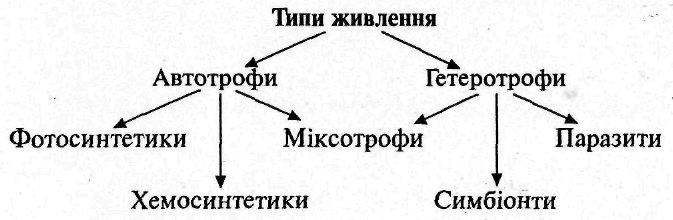 Типи живлення
Автотрофи Гетеротрофи
Фотосинтетики Міксотрофи Паразити
Хемосинтетики Симбіонти